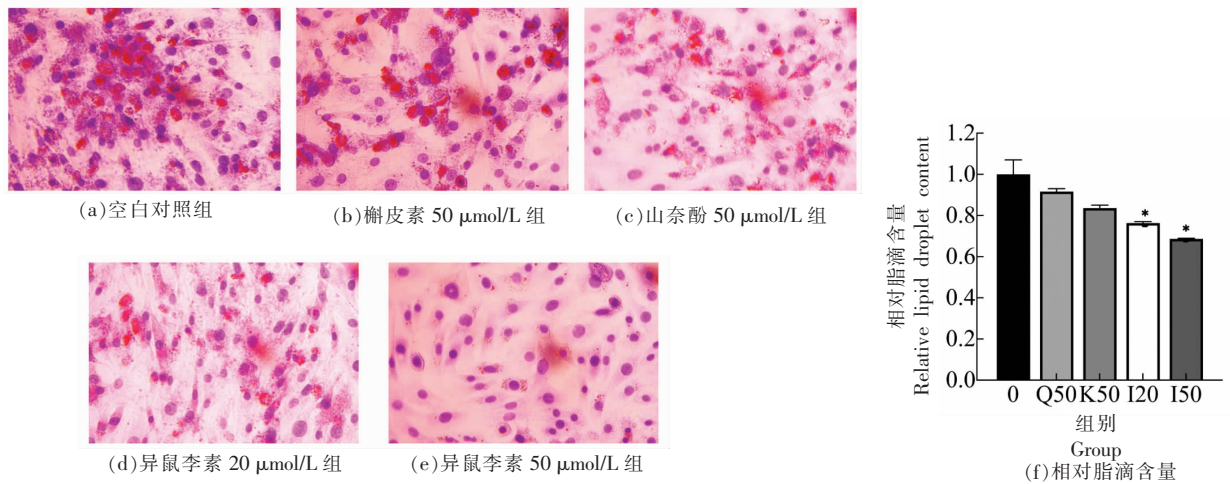 (a)空白对照组
(b)槲皮素 50 μmol/L 组
(c)山奈酚 50 μmol/L 组
(d)异鼠李素 20 μmol/L 组
(e)异鼠李素 50 μmol/L 组
相对脂滴含量
Relative lipid droplet content
1.2
1.0
0.8
0.6
0.4
0.2
0.0
* *
0 Q50 K50 I20 I50
组别
Group
(f)相对脂滴含量